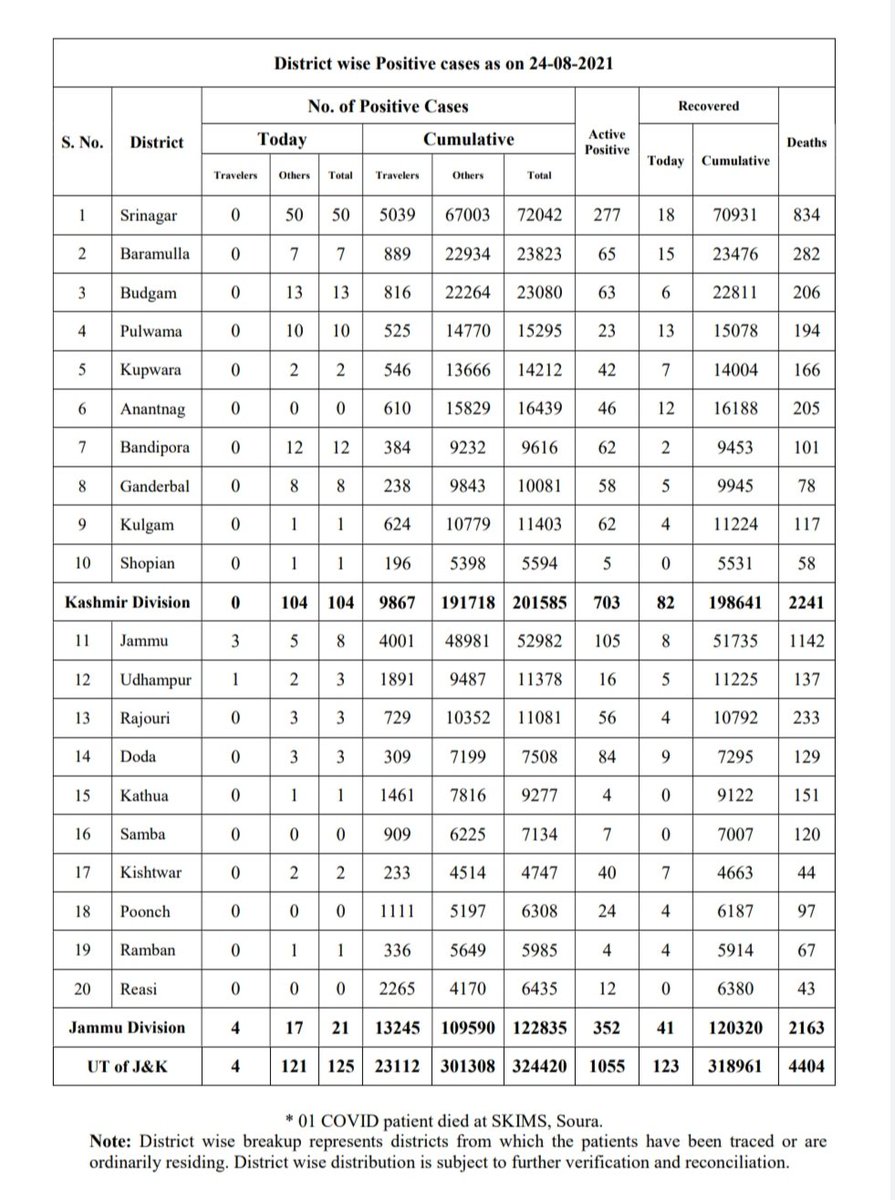 District wise Positive cases as on 24-08-2021
S. No. District No. of Positive Cases Active Positive Recovered Deaths
Today Cumulative Today Cumulative
Travelers Others Total Travelers Others Total
1 Srinagar 0 50 50 5039 67003 72042 277 18 70931 834
2 Baramulla 0 7 7 889 22934 23823 65 15 23476 282
3 Budgam 0 13 13 816 22264 23080 63 6 22811 206
4 Pulwama 0 10 10 525 14770 15295 23 13 15078 194
5 Kupwara 0 2 2 546 13666 14212 42 7 14004 166
6 Anantnag 0 0 0 610 15829 16439 46 12 16188 205
7 Bandipora 0 12 12 384 9232 9616 62 2 9453 101
8 Ganderbal 0 8 8 238 9843 10081 58 5 9945 78
9 Kulgam 0 1 1 624 10779 11403 62 4 11224 117
10 Shopian 0 1 1 196 5398 5594 5 0 5531 58
Kashmir Division 0 104 104 9867 191718 201585 703 82 198641 2241
11 Jammu 3 5 8 4001 48981 52982 105 8 51735 1142
12 Udhampur 1 2 3 1891 9487 11378 16 5 11225 137
13 Rajouri 0 3 3 729 10352 11081 56 4 10792 233
14 Doda 0 3 3 309 7199 7508 84 9 7295 129
15 Kathua 0 1 1 1461 7816 9277 4 0 9122 151
16 Samba 0 0 0 909 6225 7134 7 0 7007 120
17 Kishtwar 0 2 2 233 4514 4747 40 7 4663 44
18 Poonch 0 0 0 1111 5197 6308 24 4 6187 97
19 Ramban 0 1 1 336 5649 5985 4 4 5914 67
20 Reasi 0 0 0 2265 4170 6435 12 0 6380 43
Jammu Division 4 17 21 13245 109590 122835 352 41 120320 2163
UT of J&K 4 121 125 23112 301308 324420 1055 123 318961 4404
* 01 COVID patient died at SKIMS, Soura.
Note: District wise breakup represents districts from which the patients have been traced or are
ordinarily residing. District wise distribution is subject to further verification and reconciliation.